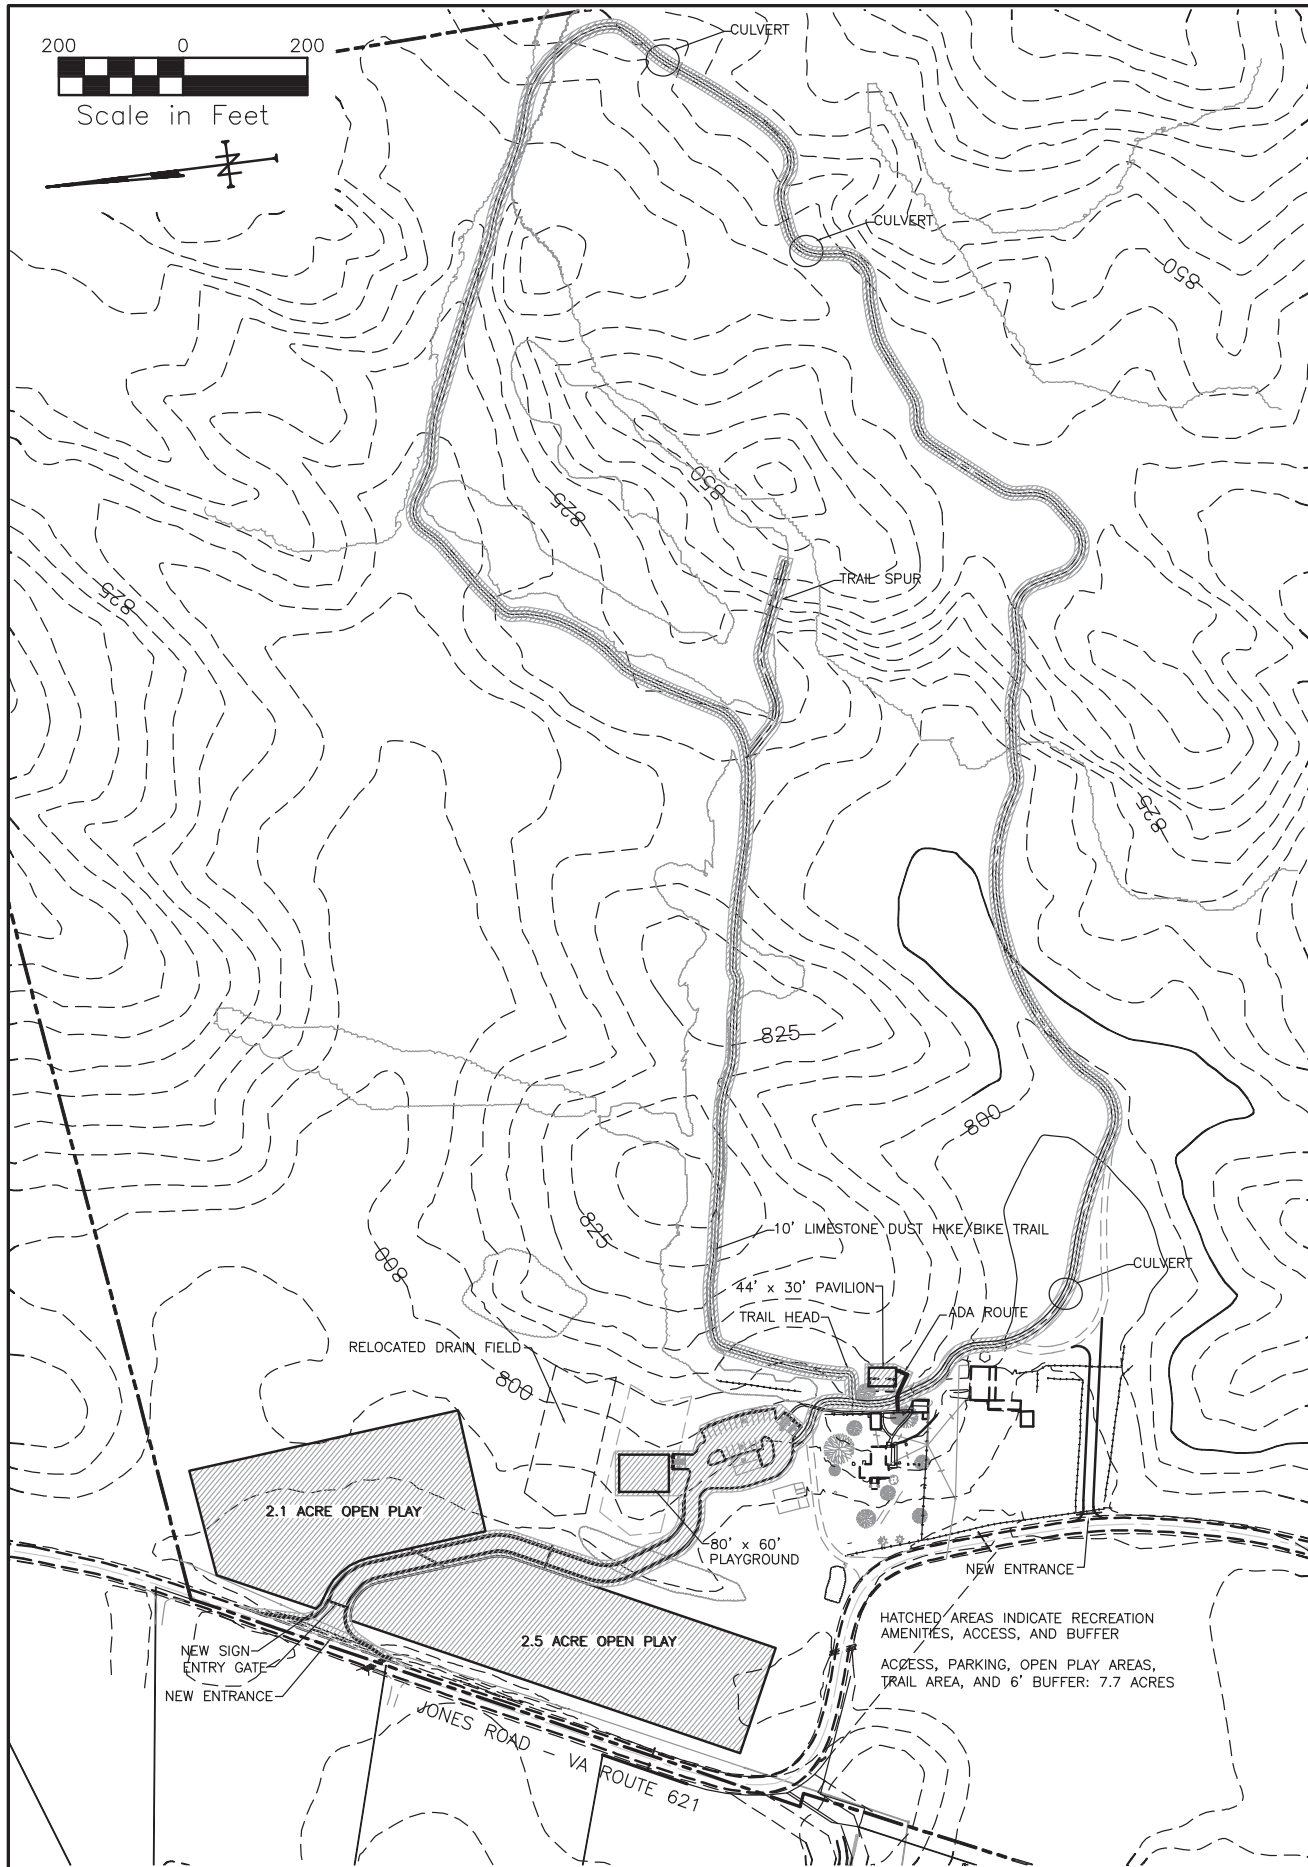 200 0 200
Scale in Feet
N
CULVERT
CULVERT
850
850
825
825
TRAIL SPUR
825
825
800
825
10' LIMESTONE DUST HIKE/BIKE TRAIL
800
CULVERT
44' x 30' PAVILION
TRAIL HEAD
ADA ROUTE
RELOCATED DRAIN FIELD
800
2.1 ACRE OPEN PLAY
80' x 60'
PLAYGROUND
NEW ENTRANCE
2.5 ACRE OPEN PLAY
HATCHED AREAS INDICATE RECREATION
AMENITIES, ACCESS, AND BUFFER
ACCESS, PARKING, OPEN PLAY AREAS,
TRAIL AREA, AND 6' BUFFER: 7.7 ACRES
NEW SIGN
ENTRY GATE
NEW ENTRANCE
JONES ROAD - VA ROUTE 621